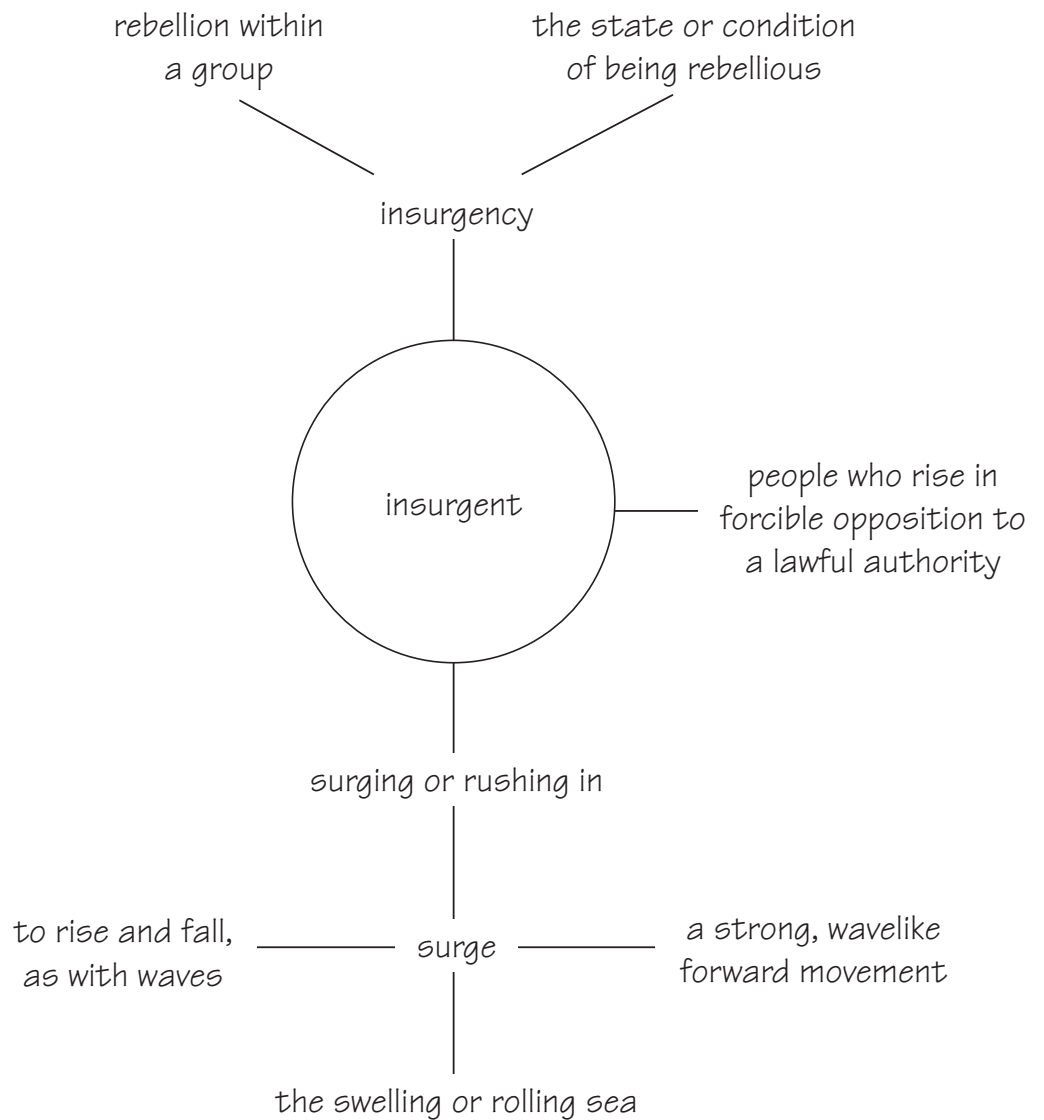 rebellion within
a group
the state or condition
of being rebellious
insurgency
insurgent
people who rise in
forcible opposition to
a lawful authority
surging or rushing in
to rise and fall,
as with waves
surge
a strong, wavelike
forward movement
the swelling or rolling sea